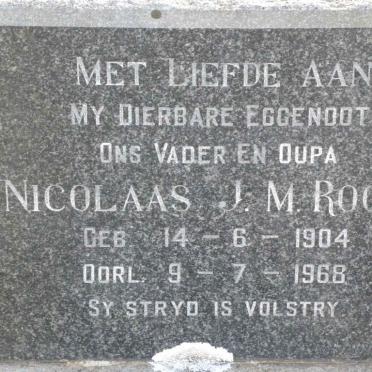 MET LIEFDE AAN
MY DIERBARE EGGENOOT
ONS VADER EN OUPA
NICOLAAS J. M.
GEB. 14 - 6 - 1904
OORL. 9 - 7 - 1968
SY STRYD IS VOLSTRY